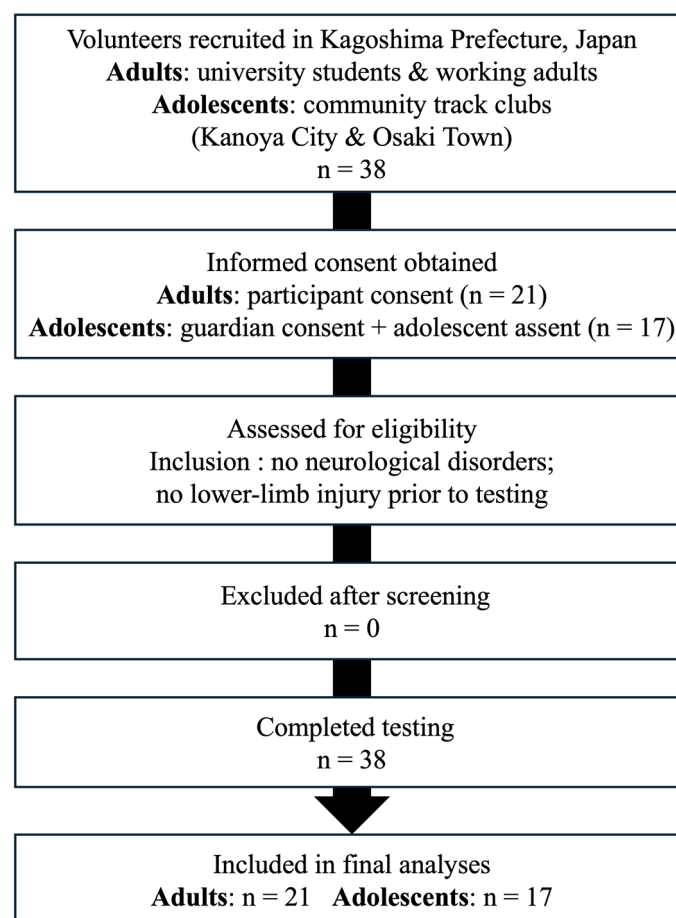 Volunteers recruited in Kagoshima Prefecture, Japan
Adults: university students & working adults
Adolescents: community track clubs
(Kanoya City & Osaki Town)
n = 38
Informed consent obtained
Adults: participant consent (n = 21)
Adolescents: guardian consent + adolescent assent (n = 17)
Assessed for eligibility
Inclusion : no neurological disorders;
no lower-limb injury prior to testing
Excluded after screening
n = 0
Completed testing
n = 38
Included in final analyses
Adults: n = 21 Adolescents: n = 17